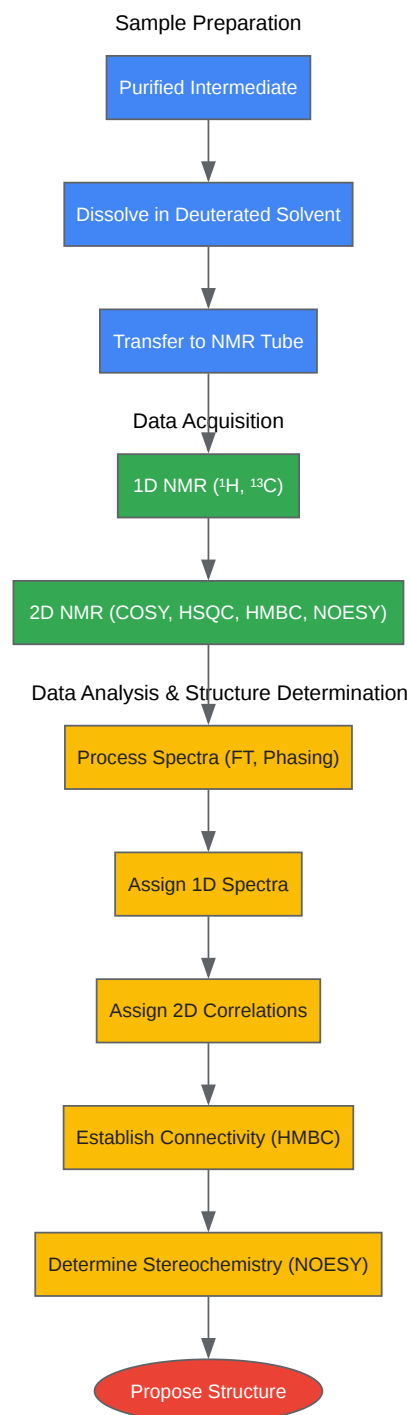 Sample Preparation
Purified Intermediate
Dissolve in Deuterated Solvent
Transfer to NMR Tube
Data Acquisition
1D NMR (¹H, ¹³C)
2D NMR (COSY, HSQC, HMBC, NOESY)
Data Analysis & Structure Determination
Process Spectra (FT, Phasing)
Assign 1D Spectra
Assign 2D Correlations
Establish Connectivity (HMBC)
Determine Stereochemistry (NOESY)
Propose Structure